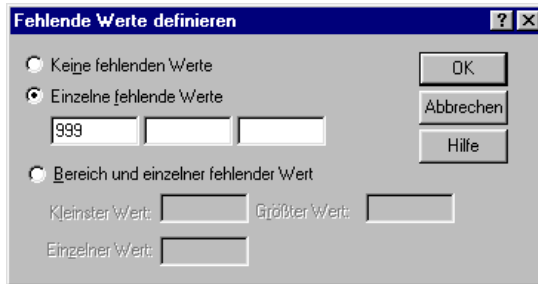 Fehlende Werte definieren
Keine fehlenden Werte
OK
Einzelne fehlende Werte
Abbrechen
999
Hilfe
Bereich und einzelner fehlender Wert
Kleinster Wert: Größter Wert:
Einzelner Wert: